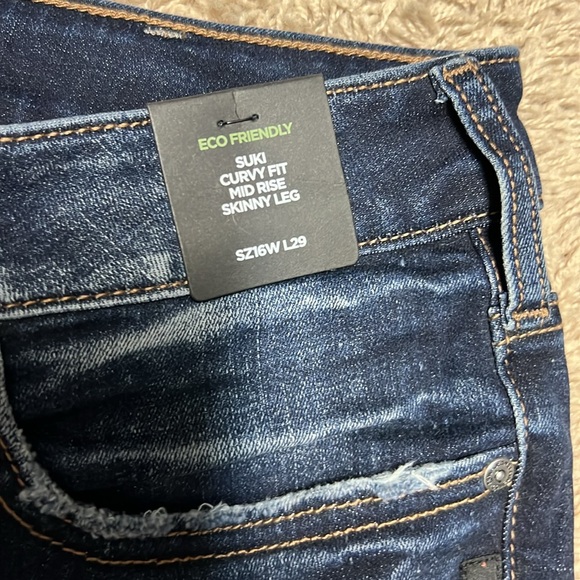 ECO FRIENDLY
SUKI
CURVY FIT
MID RISE
SKINNY LEG
SZ16W L29